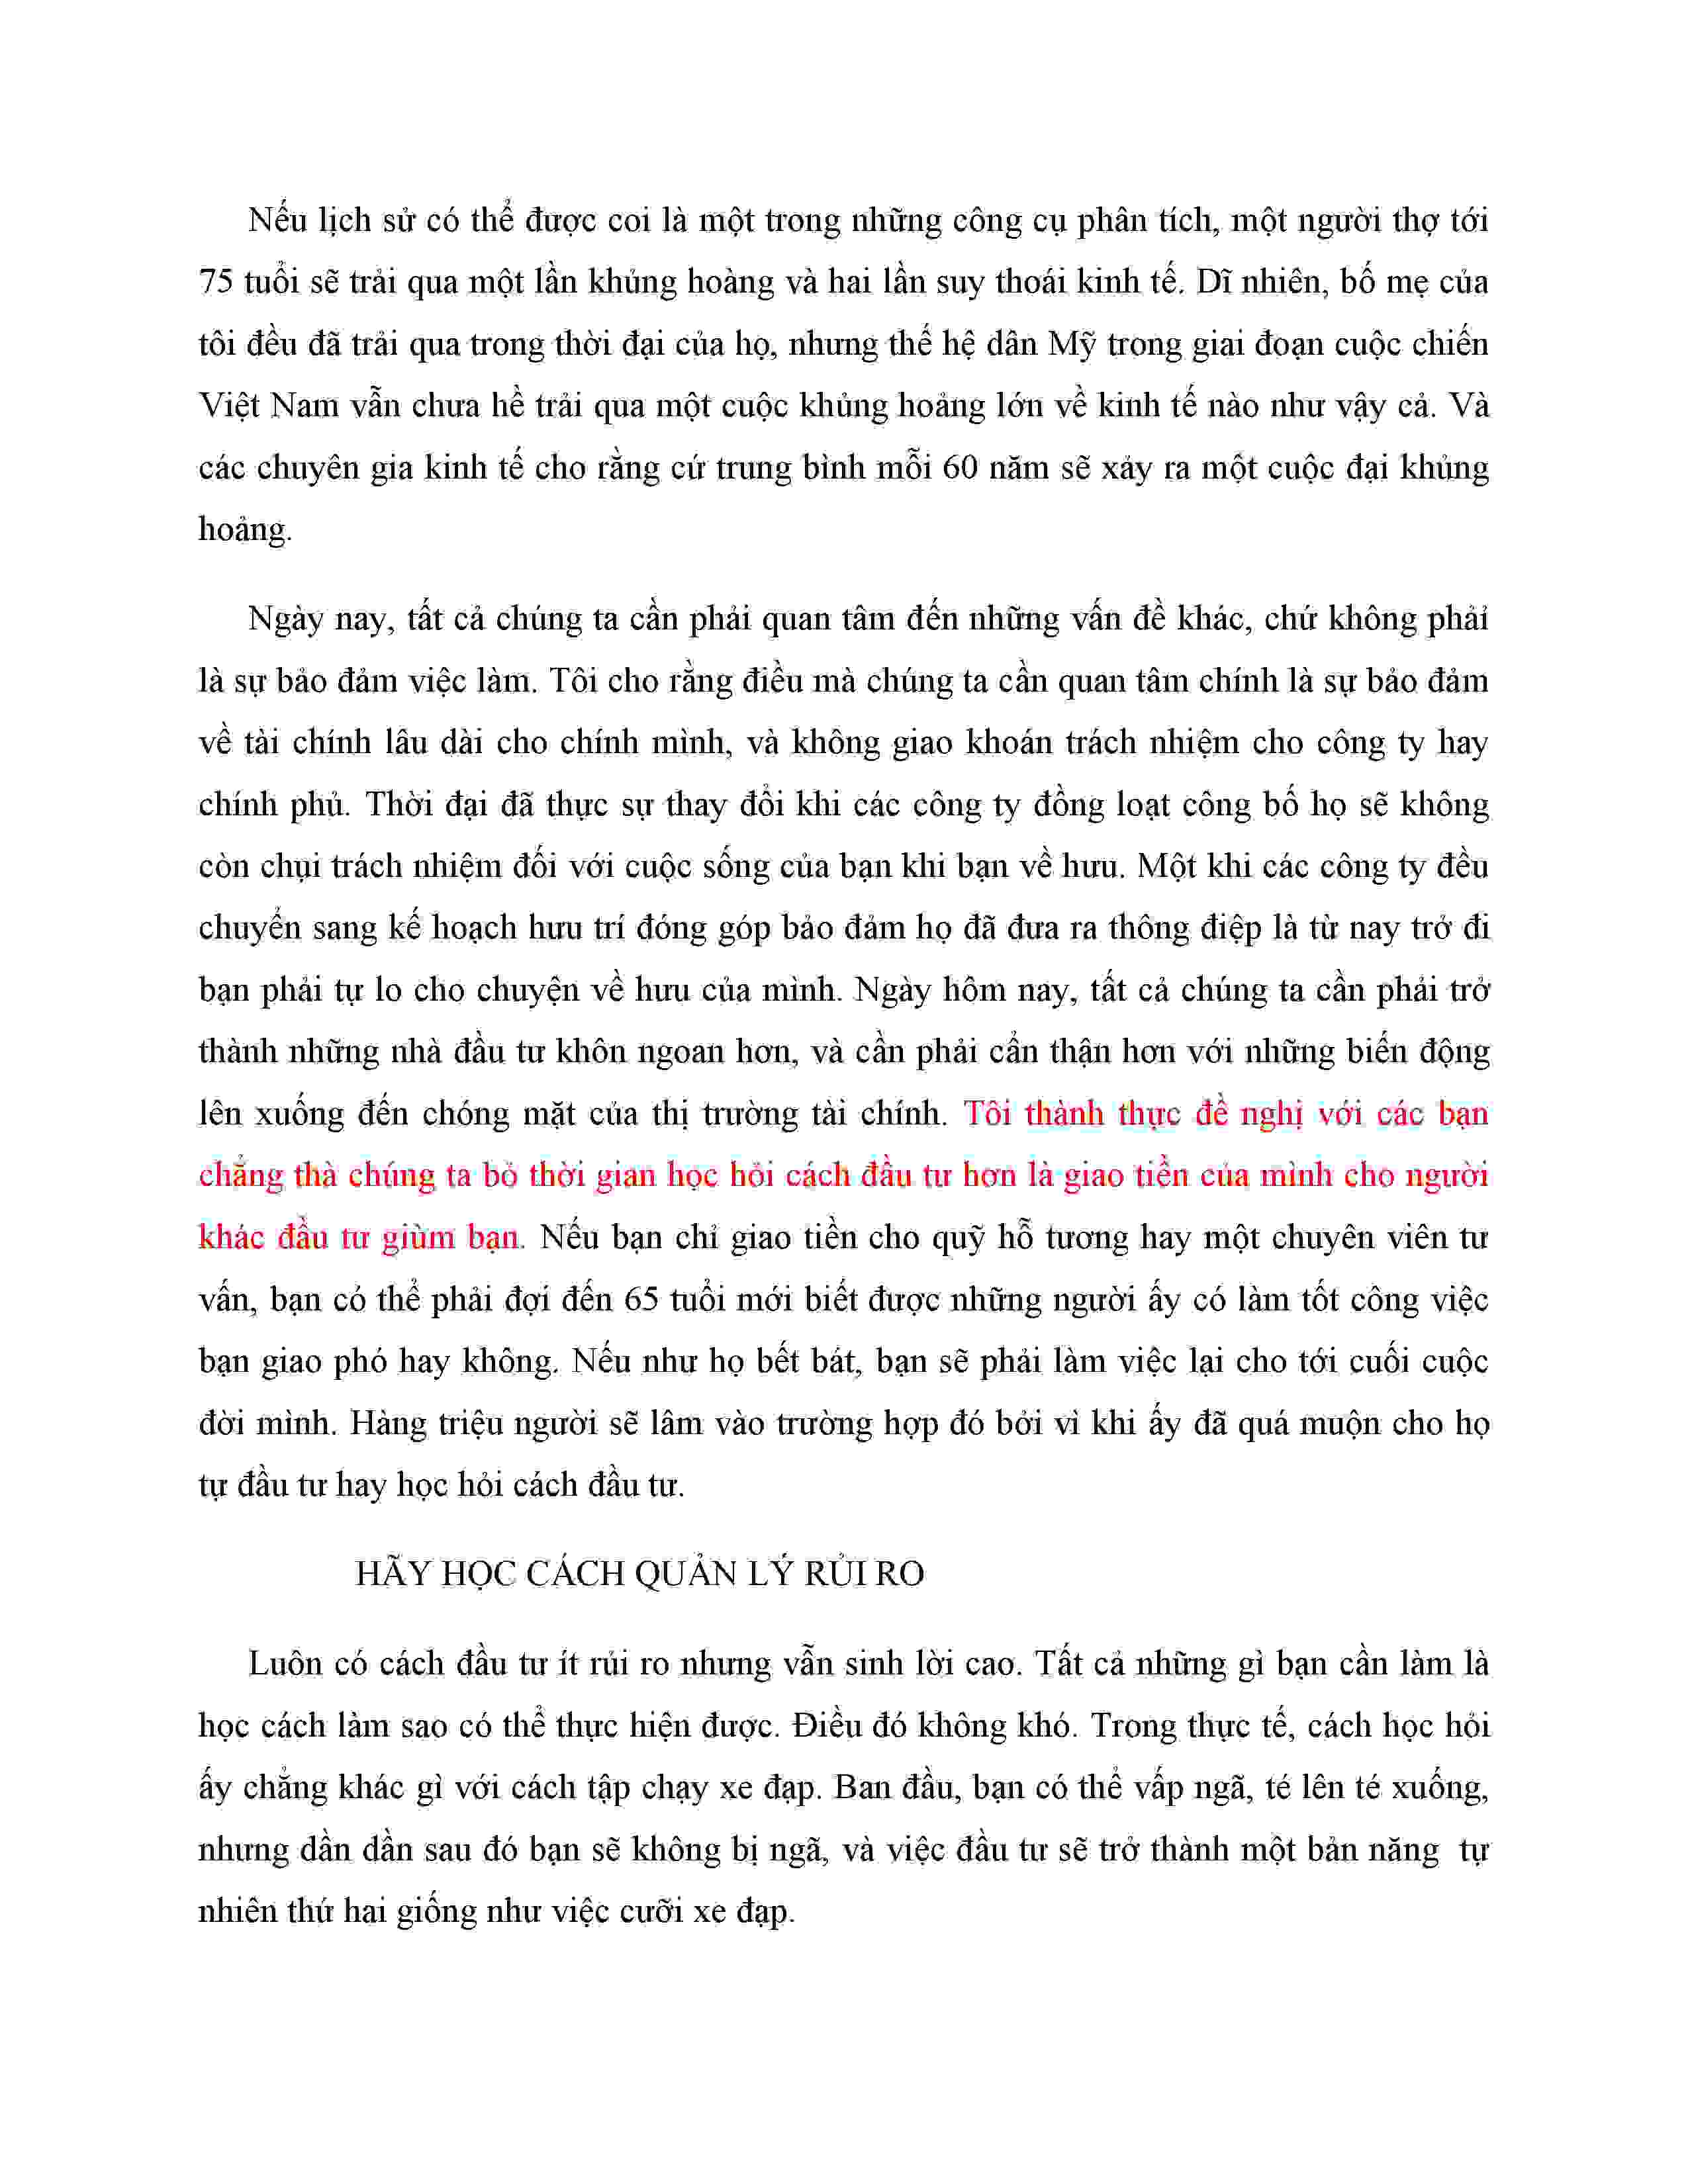 Nếu lịch sử có thể được coi là một trong những công cụ phân tích, một người thợ tới
75 tuổi sẽ trải qua một lần khủng hoàng và hai lần suy thoái kinh tế. Dĩ nhiên, bố mẹ của
tôi đều đã trải qua trong thời đại của họ, nhưng thế hệ dân Mỹ trong giai đoạn cuộc chiến
Việt Nam vẫn chưa hề trải qua một cuộc khủng hoảng lớn về kinh tế nào như vậy cả. Và
các chuyên gia kinh tế cho rằng cứ trung bình mỗi 60 năm sẽ xảy ra một cuộc đại khủng
hoảng.
Ngày nay, tất cả chúng ta cần phải quan tâm đến những vấn đề khác, chứ không phải
là sự bảo đảm việc làm. Tôi cho rằng điều mà chúng ta cần quan tâm chính là sự bảo đảm
về tài chính lâu dài cho chính mình, và không giao khoán trách nhiệm cho công ty hay
chính phủ. Thời đại đã thực sự thay đổi khi các công ty đồng loạt công bố họ sẽ không
còn chụi trách nhiệm đối với cuộc sống của bạn khi bạn về hưu. Một khi các công ty đều
chuyển sang kế hoạch hưu trí đóng góp bảo đảm họ đã đưa ra thông điệp là từ nay trở đi
bạn phải tự lo cho chuyện về hưu của mình. Ngày hôm nay, tất cả chúng ta cần phải trở
thành những nhà đầu tư khôn ngoan hơn, và cần phải cẩn thận hơn với những biến động
lên xuống đến chóng mặt của thị trường tài chính. Tôi thành thực đề nghị với các bạn
chẳng thà chúng ta bỏ thời gian học hỏi cách đầu tư hơn là giao tiền của mình cho người
khác đầu tư giùm bạn. Nếu bạn chỉ giao tiền cho quỹ hỗ tương hay một chuyên viên tư
vấn, bạn có thể phải đợi đến 65 tuổi mới biết được những người ấy có làm tốt công việc
bạn giao phó hay không. Nếu như họ bết bát, bạn sẽ phải làm việc lại cho tới cuối cuộc
đời mình. Hàng triệu người sẽ lâm vào trường hợp đó bởi vì khi ấy đã quá muộn cho họ
tự đầu tư hay học hỏi cách đầu tư.
HÃY HỌC CÁCH QUẢN LÝ RỦI RO
Luôn có cách đầu tư ít rủi ro nhưng vẫn sinh lời cao. Tất cả những gì bạn cần làm là
học cách làm sao có thể thực hiện được. Điều đó không khó. Trong thực tế, cách học hỏi
ấy chẳng khác gì với cách tập chạy xe đạp. Ban đầu, bạn có thể vấp ngã, té lên té xuống,
nhưng dần dần sau đó bạn sẽ không bị ngã, và việc đầu tư sẽ trở thành một bản năng tự
nhiên thứ hai giống như việc cưỡi xe đạp.